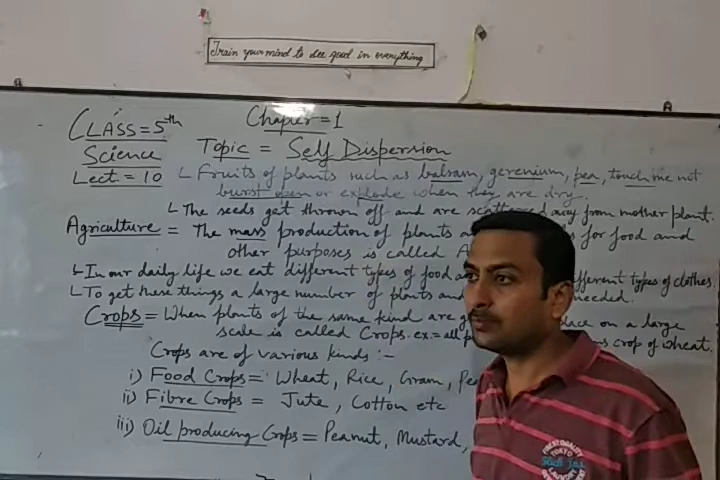 Train your mind to see good in everything
CLASS=5th Chapter=1
Science Topic = Self Dispersion
Lect.=10 Fruits of plants such as balsam, gerenium, pea, touch me not
burst open or explode when they are dry.
The seeds get thrown off and are scattered away from mother plant.
Agriculture = The mass production of plants for food and
other purposes is called
In our daily life we eat different types of food different types of clothes.
To get these things a large number of plants and needed.
Crops = When plants of the same kind are on a large
scale is called Crops. ex.= all crop of wheat.
Crops are of various kinds :-
i) Food Crops = Wheat, Rice, Gram,
ii) Fibre Crops = Jute, Cotton etc
iii) Oil producing Crops = Peanut, Mustard,
TOKYO